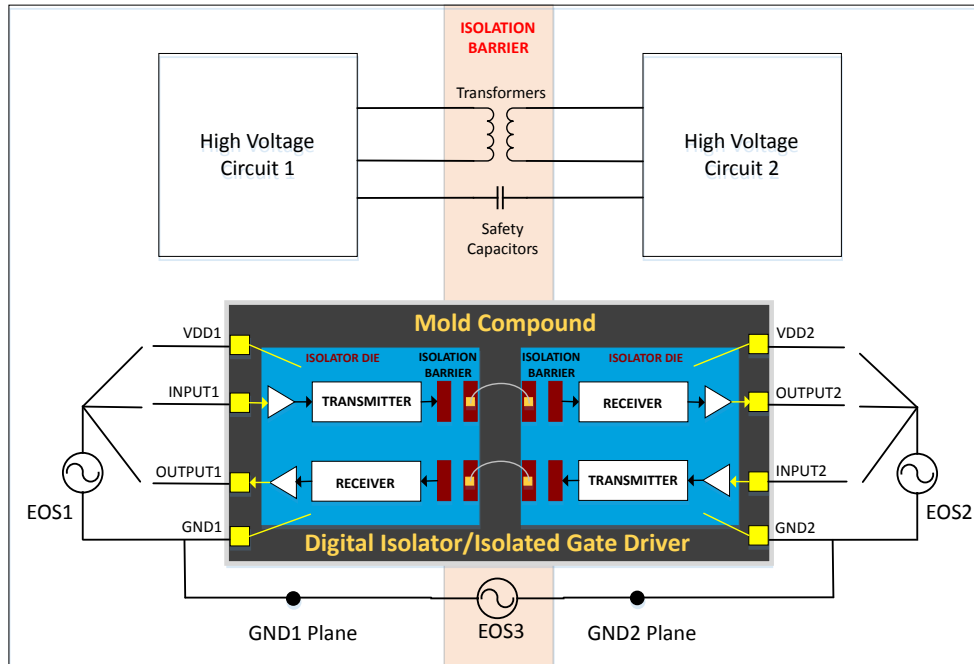 ISOLATION
BARRIER
Transformers
High Voltage
Circuit 1
High Voltage
Circuit 2
Safety
Capacitors
Mold Compound
VDD1
VDD2
ISOLATOR DIE
ISOLATION
BARRIER
ISOLATION
BARRIER
ISOLATOR DIE
INPUT1
TRANSMITTER
RECEIVER
OUTPUT2
OUTPUT1
RECEIVER
TRANSMITTER
INPUT2
EOS1
EOS2
GND1
GND2
Digital Isolator/Isolated Gate Driver
GND1 Plane
EOS3
GND2 Plane